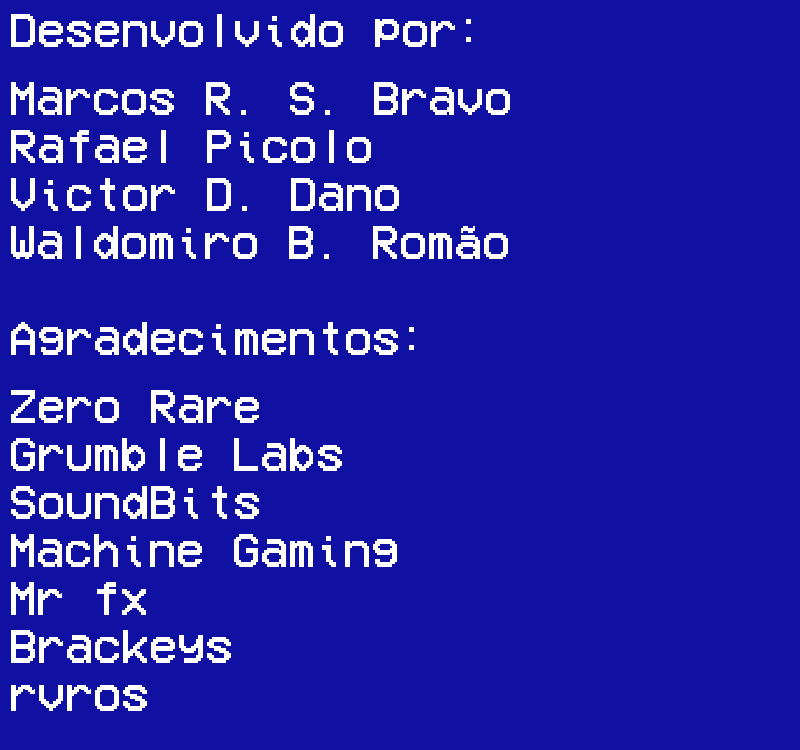 Desenvolvido por:
Marcos R. S. Bravo
Rafael Picolo
Victor D. Dano
Waldomiro B. Romão
Agradecimentos:
Zero Rare
Grumble Labs
SoundBits
Machine Gaming
Mr fx
Brackeys
rvros